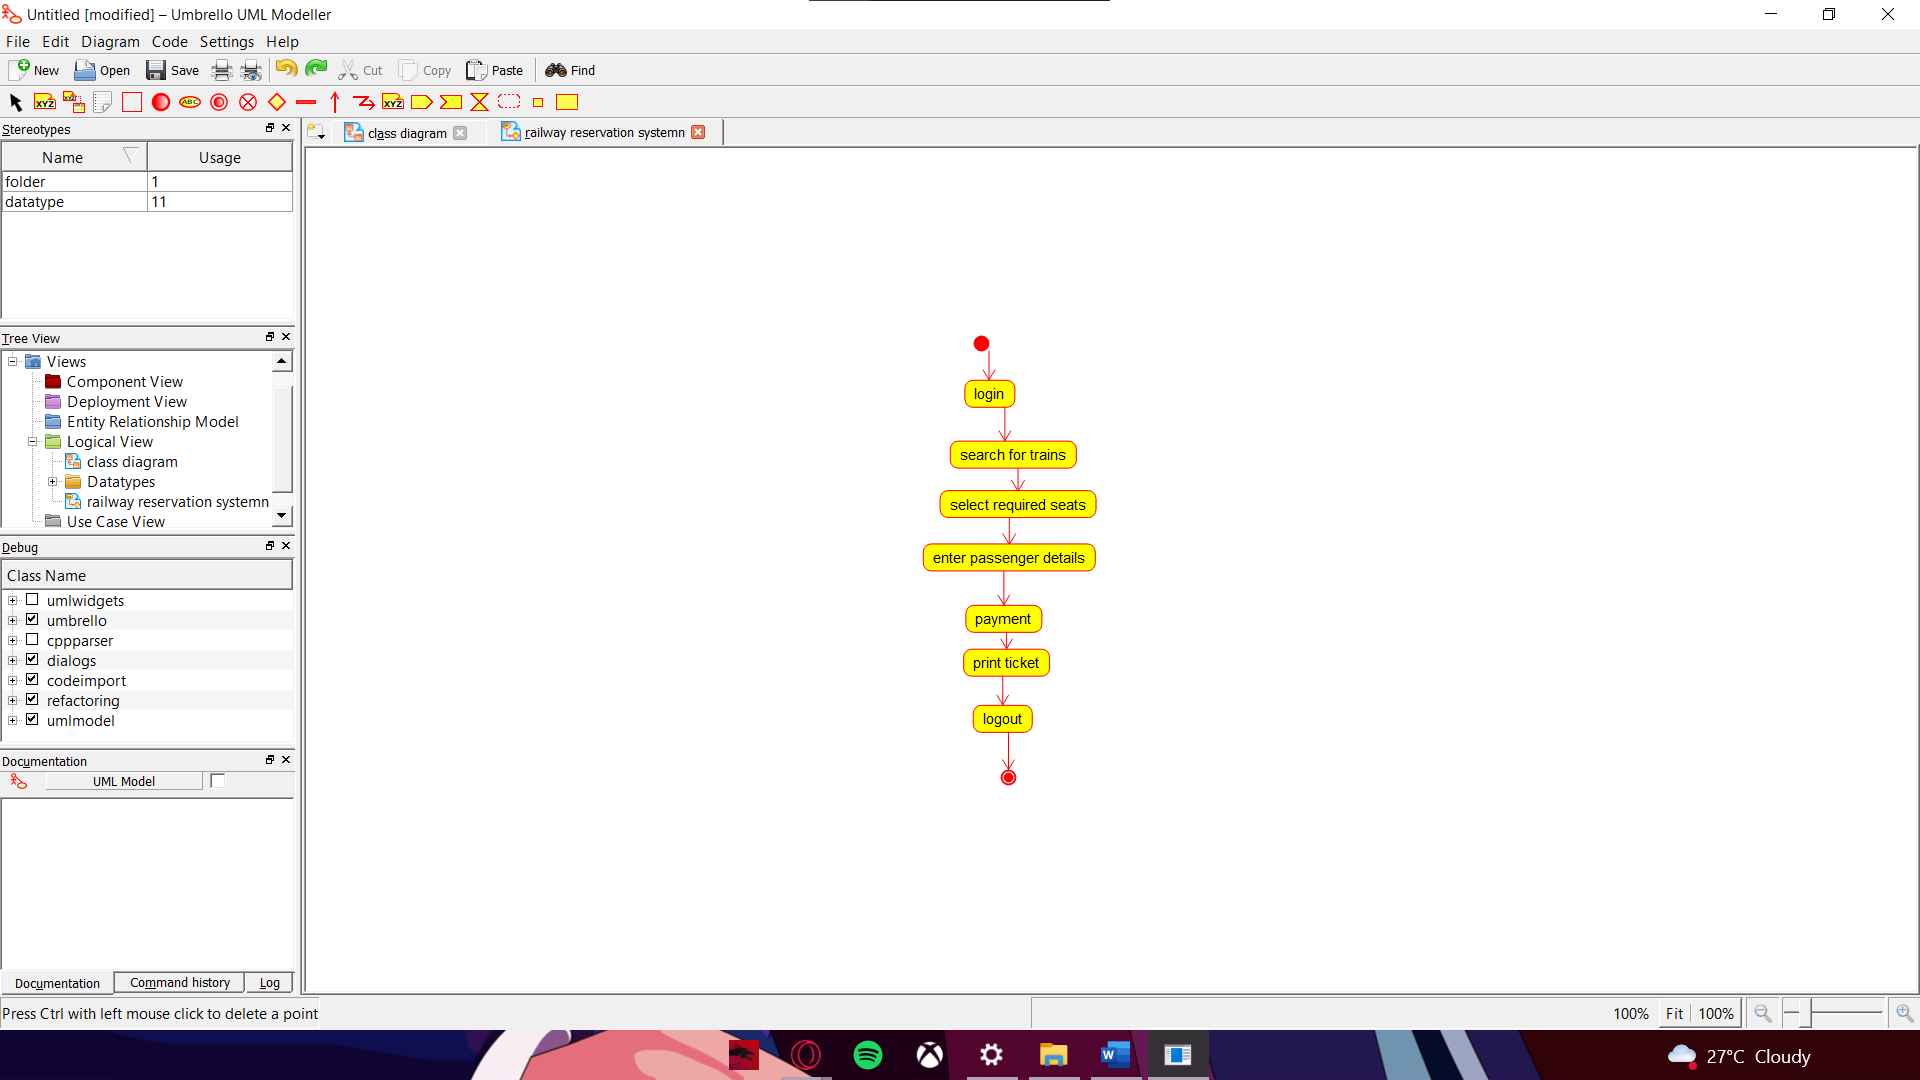 Untitled [modified] – Umbrello UML Modeller
File Edit Diagram Code Settings Help
New Open Save Cut Copy Paste Find
XYZ XYZ ABC XYZ
Stereotypes
class diagram railway reservation systemn
Name Usage
folder 1
datatype 11
Tree View
Views
Component View
Deployment View
Entity Relationship Model
Logical View
class diagram
Datatypes
railway reservation systemn
Use Case View
Debug
Class Name
umlwidgets
umbrello
cppparser
dialogs
codeimport
refactoring
umlmodel
Documentation
UML Model
Documentation Command history Log
login
search for trains
select required seats
enter passenger details
payment
print ticket
logout
Press Ctrl with left mouse click to delete a point
100% Fit 100%
W
27°C Cloudy